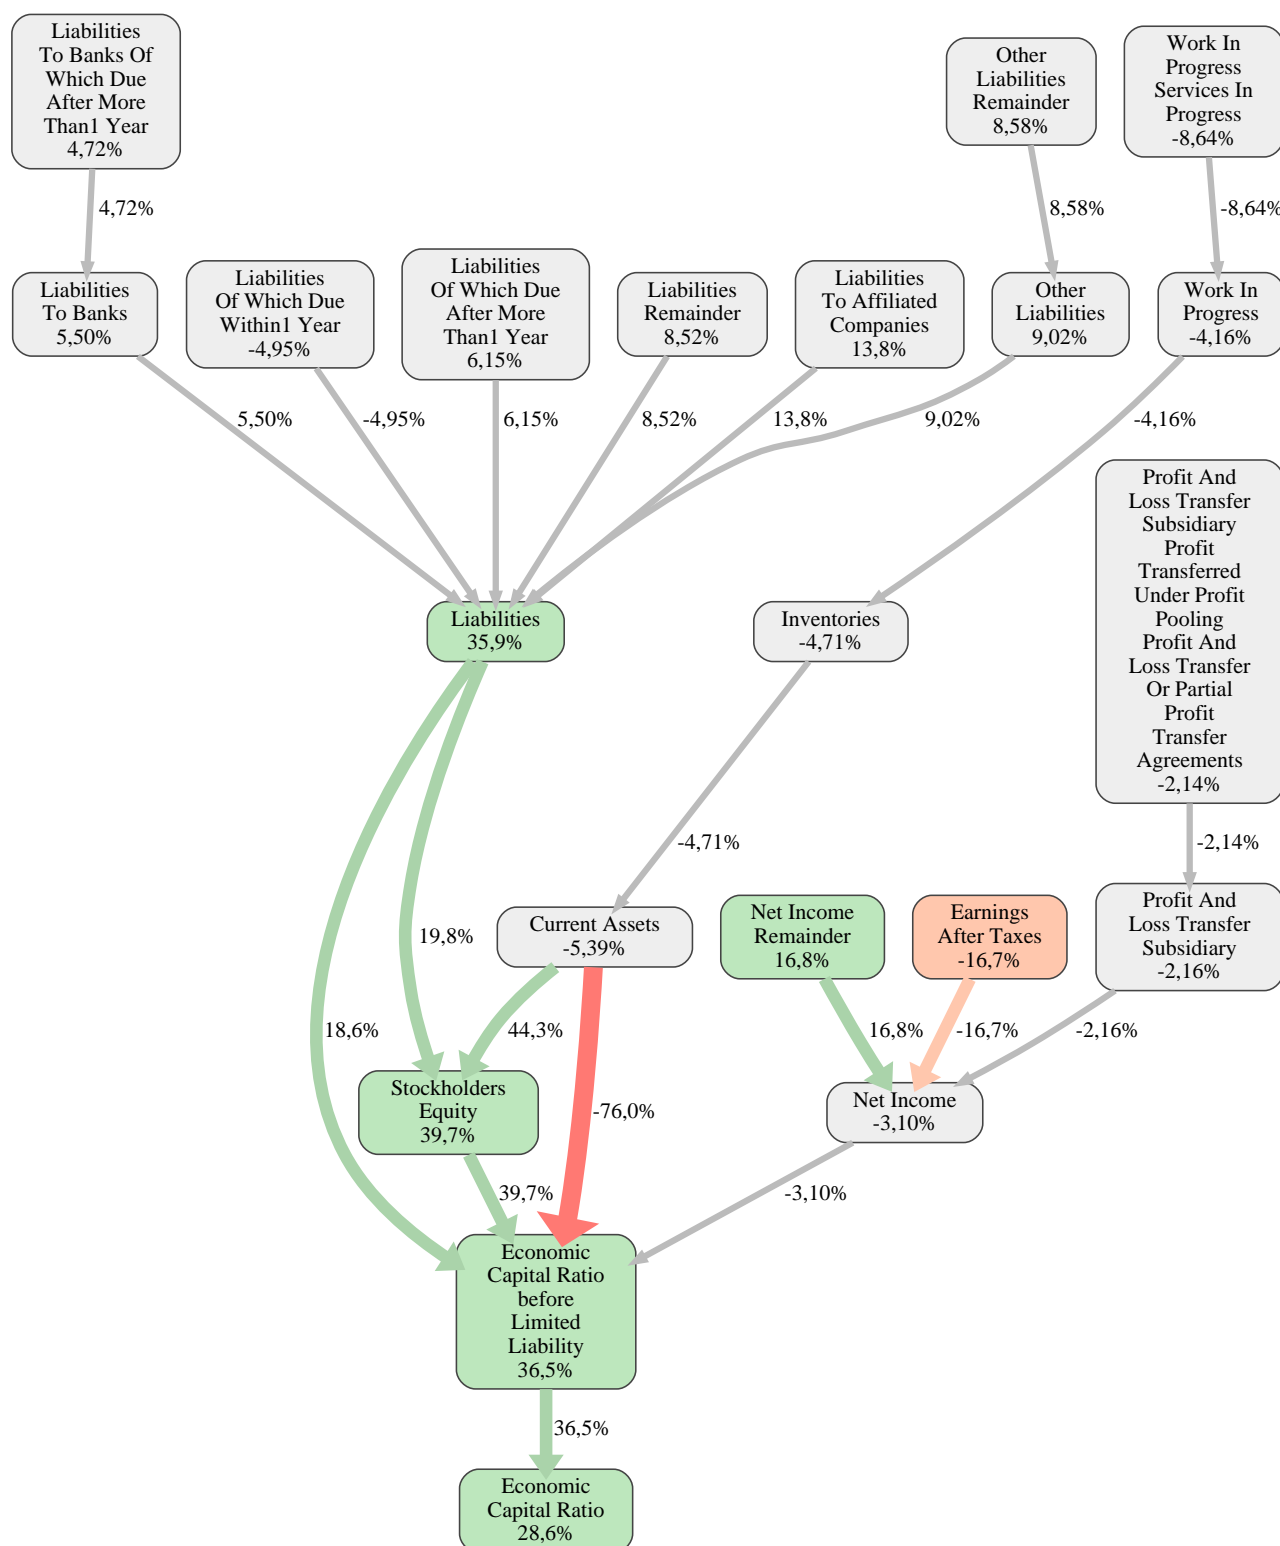 Liabilities
To Banks Of
Which Due
After More
Than1 Year
4,72%
Other
Liabilities
Remainder
8,58%
Work In
Progress
Services In
Progress
-8,64%
4,72%
8,58%
-8,64%
Liabilities
To Banks
5,50%
Liabilities
Of Which Due
Within1 Year
-4,95%
Liabilities
Of Which Due
After More
Than1 Year
6,15%
Liabilities
Remainder
8,52%
Liabilities
To Affiliated
Companies
13,8%
Other
Liabilities
9,02%
Work In
Progress
-4,16%
5,50%
-4,95%
6,15%
8,52%
13,8%
9,02%
-4,16%
Profit And
Loss Transfer
Subsidiary
Profit
Transferred
Under Profit
Pooling
Profit And
Loss Transfer
Or Partial
Profit
Transfer
Agreements
-2,14%
Liabilities
35,9%
Inventories
-4,71%
-4,71%
-2,14%
19,8%
Current Assets
-5,39%
Net Income
Remainder
16,8%
Earnings
After Taxes
-16,7%
Profit And
Loss Transfer
Subsidiary
-2,16%
18,6%
44,3%
16,8%
-16,7%
-2,16%
Stockholders
Equity
39,7%
-76,0%
Net Income
-3,10%
39,7%
-3,10%
Economic
Capital Ratio
before
Limited
Liability
36,5%
36,5%
Economic
Capital Ratio
28,6%